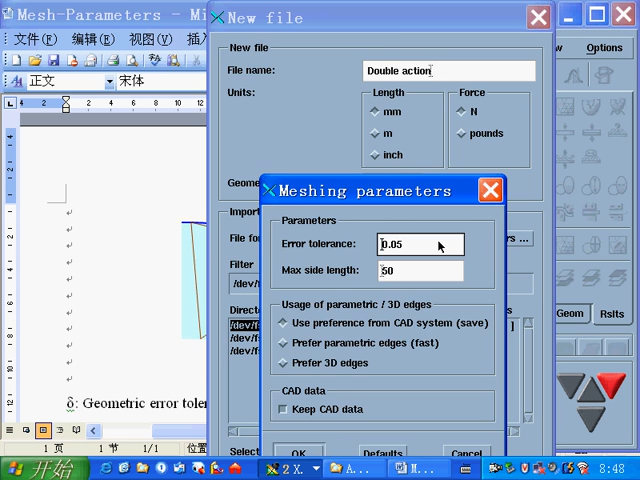 Mesh-Parameters - Mi
New file
文件(F) 编辑(E) 视图(V) 插入
正文 宋体
New file
File name: Double action
Units:
Length
mm
m
inch
Force
N
pounds
Options
Meshing parameters
Parameters
Error tolerance: 0.05
Max side length: 50
Usage of parametric / 3D edges
Use preference from CAD system (save)
Prefer parametric edges (fast)
Prefer 3D edges
CAD data
Keep CAD data
OK Defaults Cancel
Geome
Import
File for
rs ...
Filter
/dev/f
Direct
s
/dev/fs
/dev/fs
/dev/fs
]
Select
Geom Rslts
δ: Geometric error toler
1 页 1 节 1/1 位置
开始 2 X. A... M... 8:48